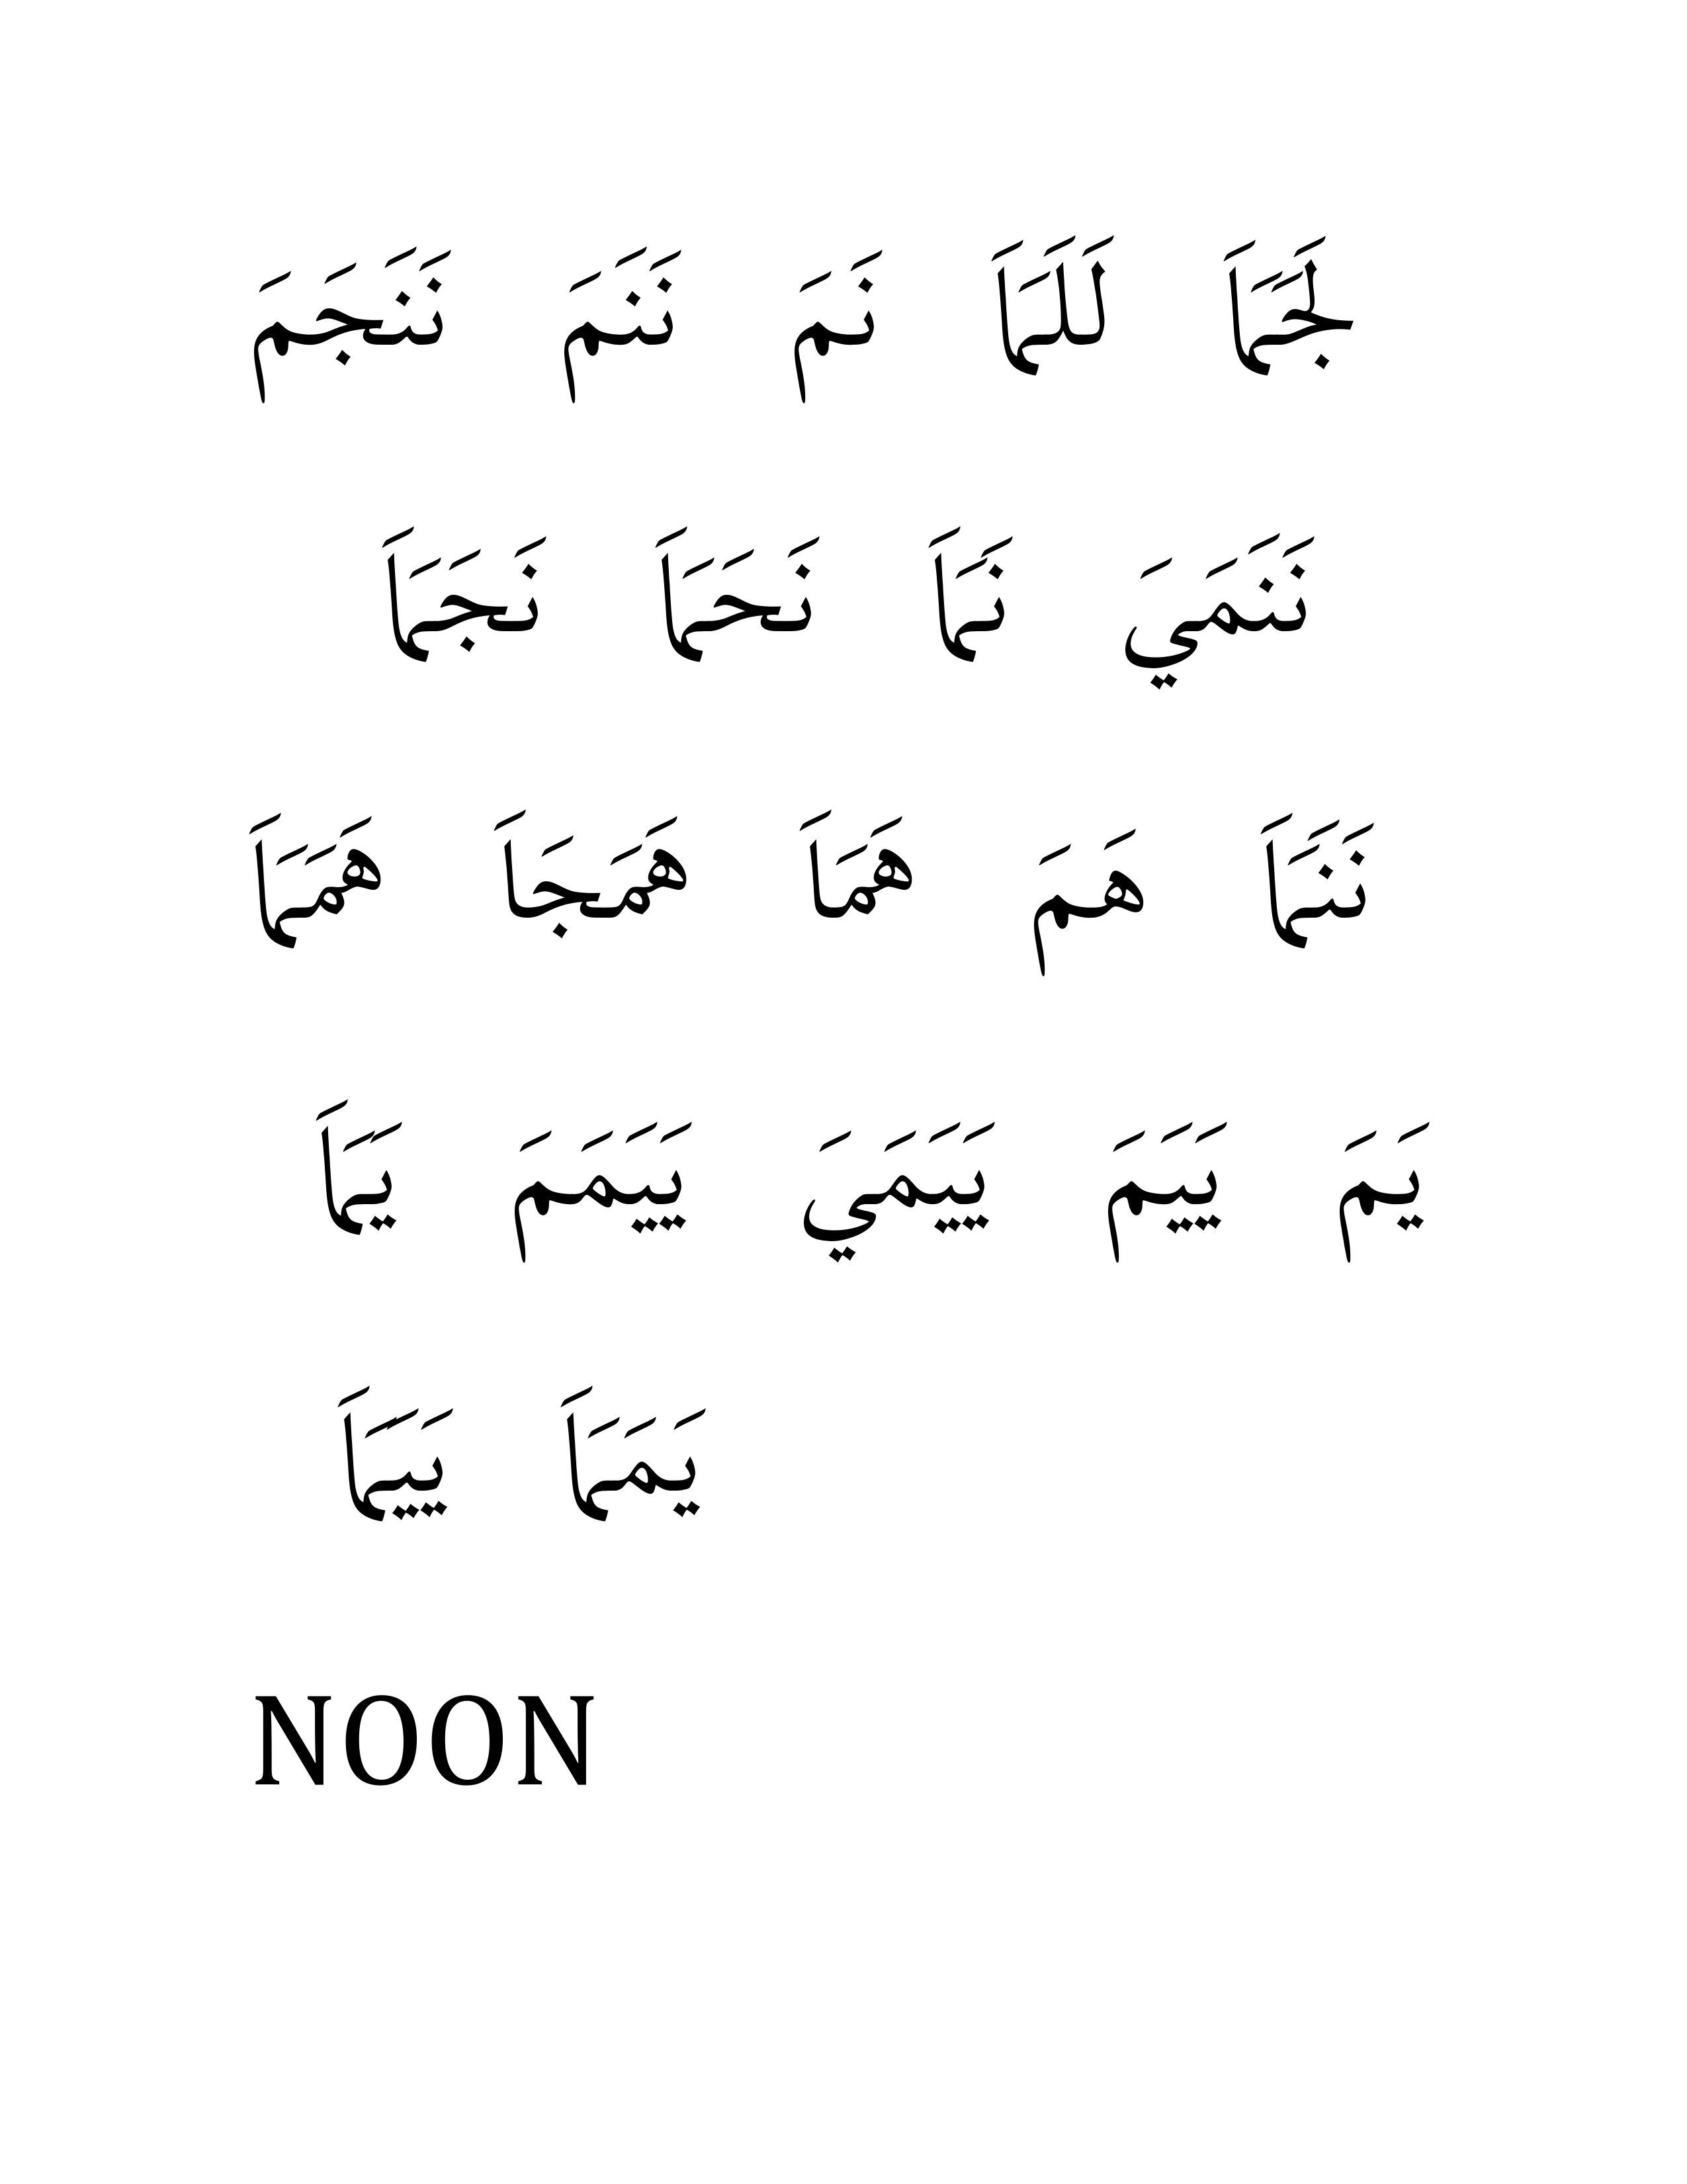 لَجَمَاَ لَلَمَاَ نَمَ نَنَمَ نَنَجَمَ
نَنَمَيَ نَمَاَ نَحَمَاَ نَجَمَاَ
نَنَمَاَ هَمَ هَمَاَ هَمَجَاَ هَمَمَاَ
يَمَ يَيَمَ يَيَمَيَ يَيَمَمَ يَمَاَ
يَمَمَاَ يَيَمَاَ
NOON